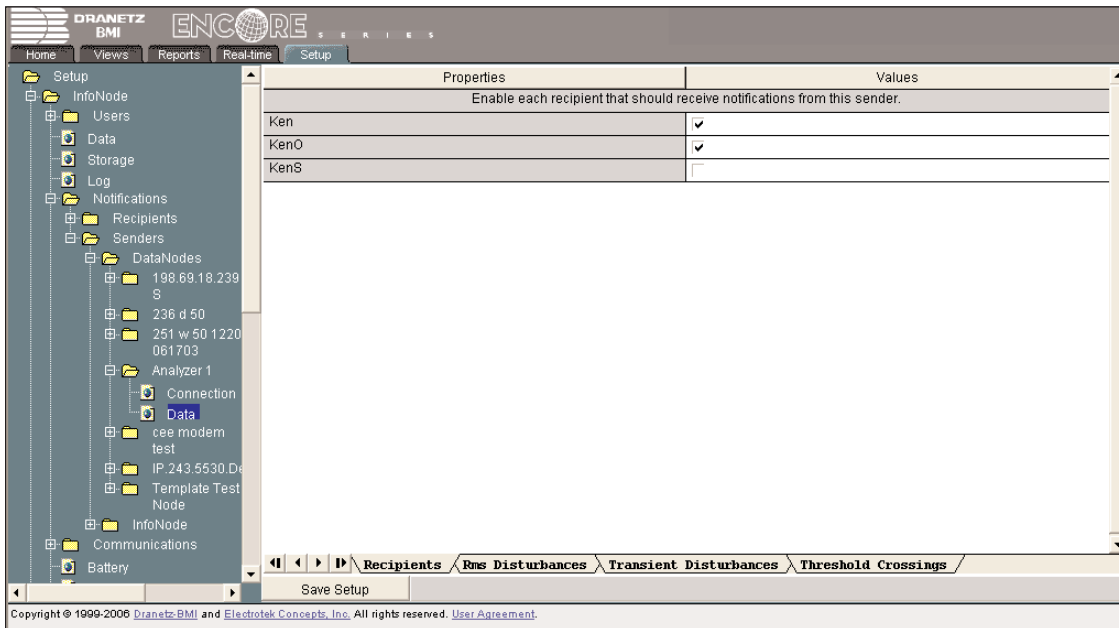 DRANETZ
BMI
ENCORE
SERIES
Home Views Reports Real-time Setup
Setup
InfoNode
Users
Data
Storage
Log
Notifications
Recipients
Senders
DataNodes
198.69.18.239
S
236 d 50
251 w 50 1220
061703
Analyzer 1
Connection
Data
cee modem
test
IP.243.5530.De
Template Test
Node
InfoNode
Communications
Battery
Properties Values
Enable each recipient that should receive notifications from this sender.
Ken
KenO
KenS
Recipients Rms Disturbances Transient Disturbances Threshold Crossings
Save Setup
Copyright © 1999-2006 Dranetz-BMI and Electrotek Concepts, Inc. All rights reserved. User Agreement.